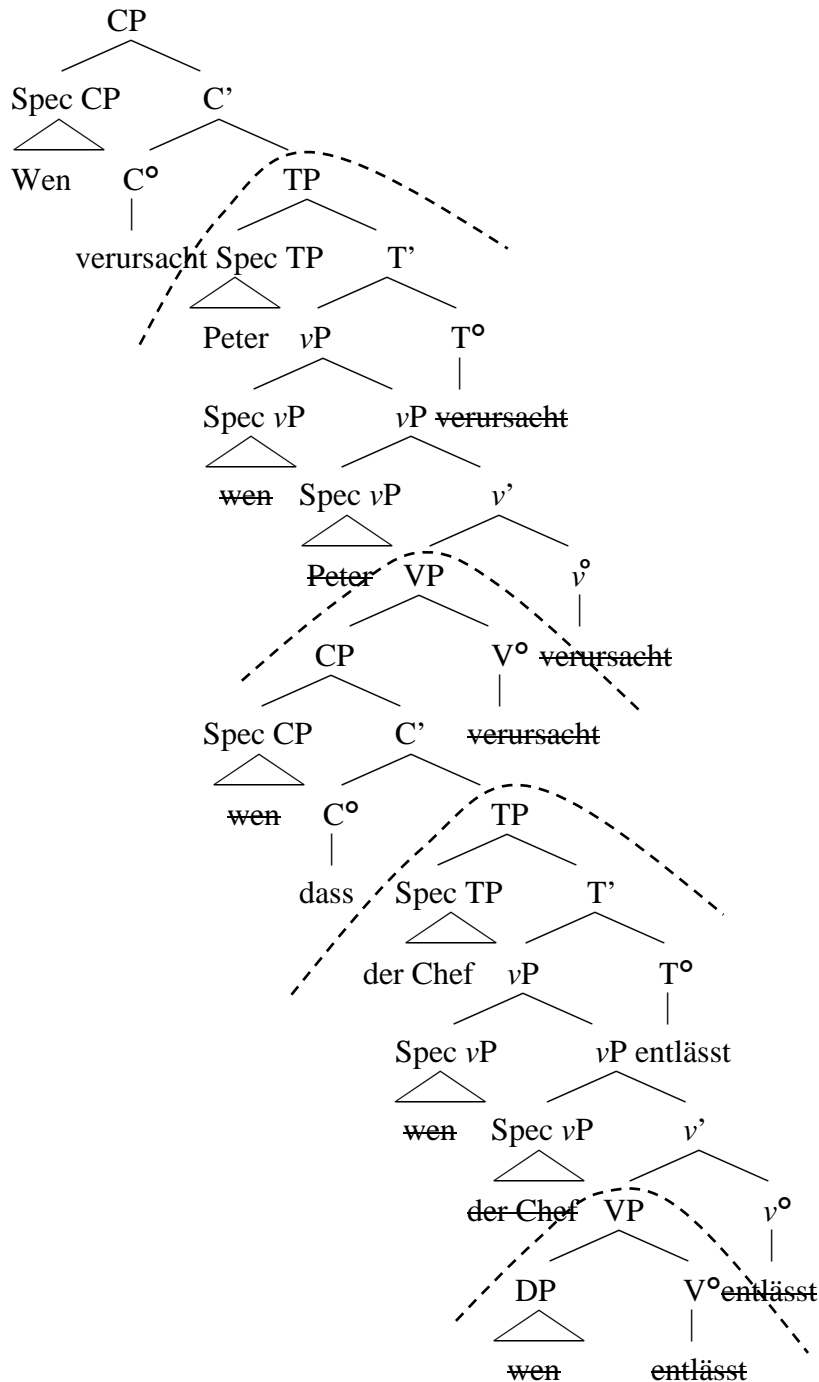 CP
Spec CP C’
Wen C° TP
verursacht Spec TP T’
Peter vP T°
Spec vP vP verursacht
wen Spec vP v’
Peter VP v°
CP V° verursacht
Spec CP C’ verursacht
wen C° TP
dass Spec TP T’
der Chef vP T°
Spec vP vP entlässt
wen Spec vP v’
der Chef VP v°
DP V° entlässt
wen entlässt